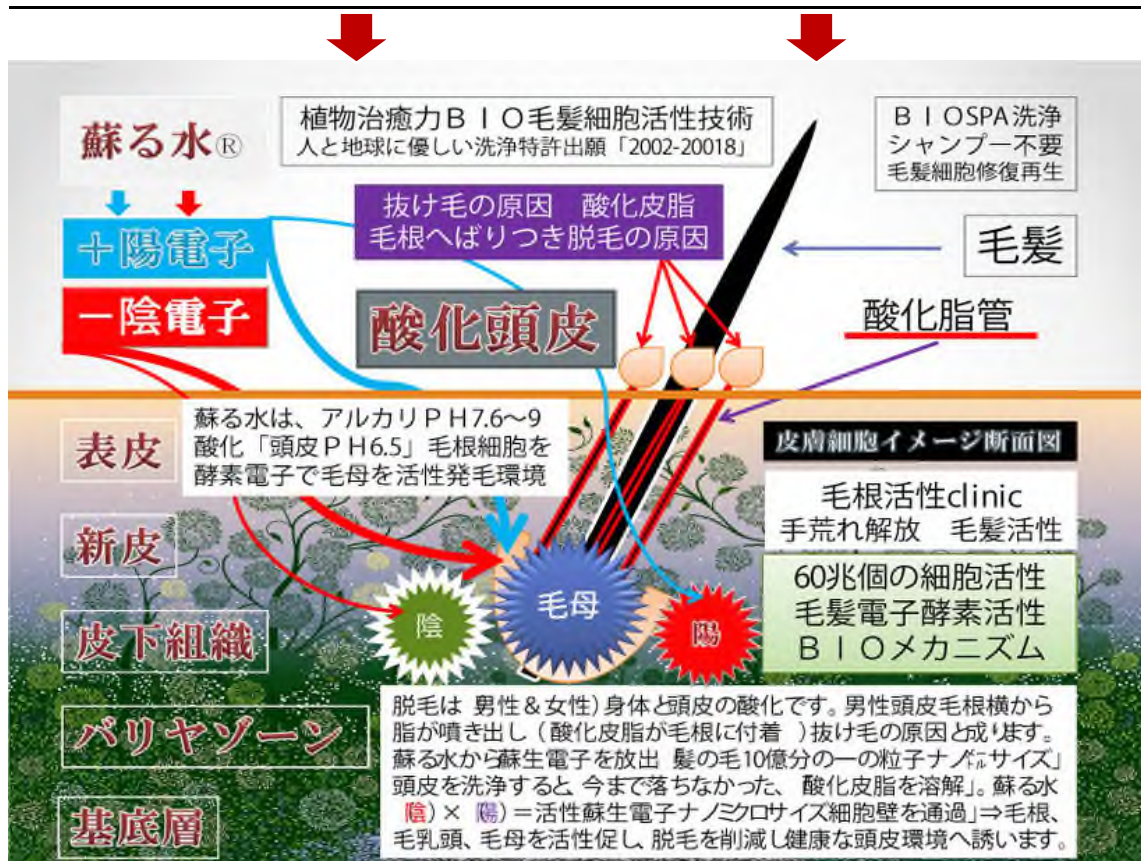 蘇る水®
植物治癒力BIO毛髪細胞活性技術
人と地球に優しい洗浄特許出願「2002-20018」
BIOSPA洗浄
シャンプー不要
毛髪細胞修復再生
+陽電子
-陰電子
抜け毛の原因 酸化皮脂
毛根へばりつき脱毛の原因
毛髪
酸化頭皮
酸化脂管
蘇る水は、アルカリPH7.6~9
酸化「頭皮PH6.5」毛根細胞を
酵素電子で毛母を活性発毛環境
表皮
皮膚細胞イメージ断面図
毛根活性clinic
手荒れ解放 毛髪活性
新皮
60兆個の細胞活性
毛髪電子酵素活性
BIOメカニズム
陰
毛母
陽
皮下組織
バリヤゾーン
基底層
脱毛は 男性&女性)身体と頭皮の酸化です。男性頭皮毛根横から
脂が噴き出し(酸化皮脂が毛根に付着 )抜け毛の原因と成ります。
蘇る水から蘇生電子を放出 髪の毛10億分の一の粒子ナノ㍍サイズ」
頭皮を洗浄すると 今まで落ちなかった、 酸化皮脂を溶解」。蘇る水
陰)× 陽)=活性蘇生電子ナノミクロサイズ細胞壁を通過」⇒毛根、
毛乳頭、毛母を活性促し、脱毛を削減し健康な頭皮環境へ誘います。